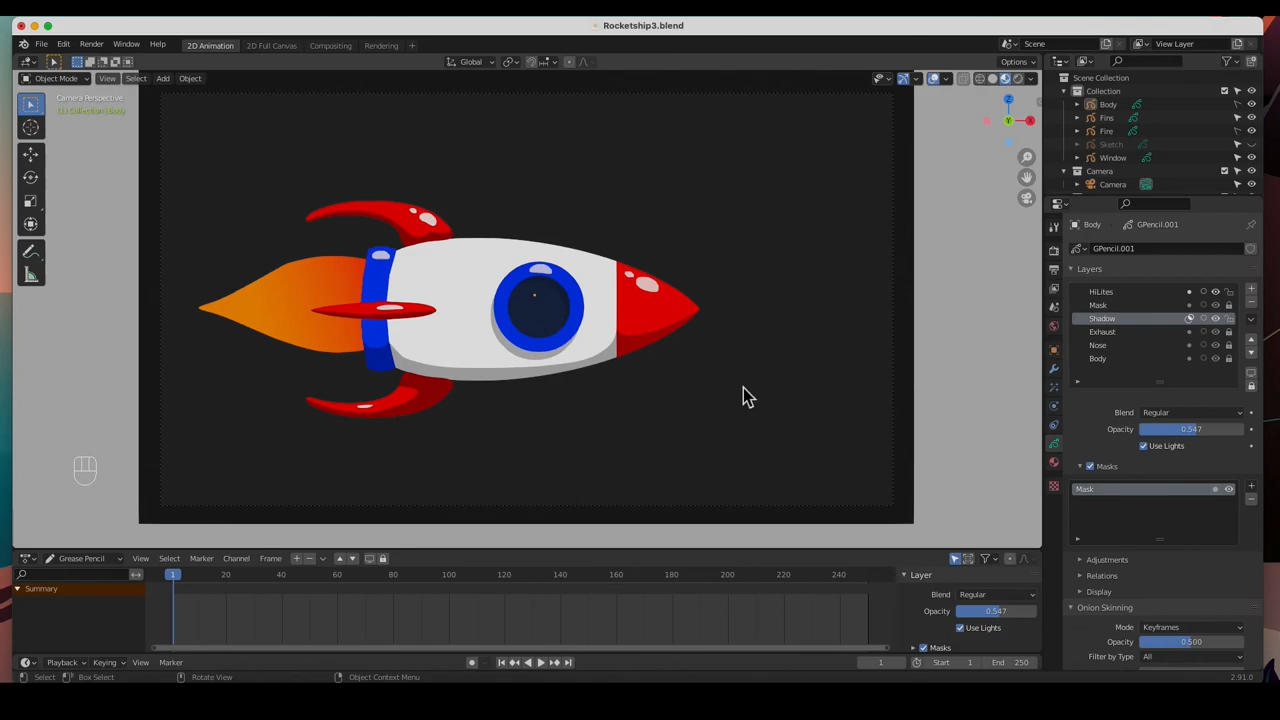 Rocketship3.blend
File Edit Render Window Help 2D Animation 2D Full Canvas Compositing Rendering + Scene View Layer
Global Options
Object Mode View Select Add Object
Camera Perspective
(1) Collection | Body
Z
X
Y
Scene Collection
Collection
Body
Fins
Fire
Sketch
Window
Camera
Camera
Body GPencil.001
GPencil.001
Layers
HiLites
Mask
Shadow
Exhaust
Nose
Body
Blend Regular
Opacity 0.547
Use Lights
Masks
Mask
Adjustments
Relations
Display
Onion Skinning
Mode Keyframes
Opacity 0.500
Filter by Type All
Grease Pencil View Select Marker Channel Frame
1 20 40 60 80 100 120 140 160 180 200 220 240
Summary
Layer
Blend Regular
Opacity 0.547
Use Lights
Masks
Playback Keying View Marker 1 Start 1 End 250
Select Box Select Rotate View Object Context Menu 2.91.0